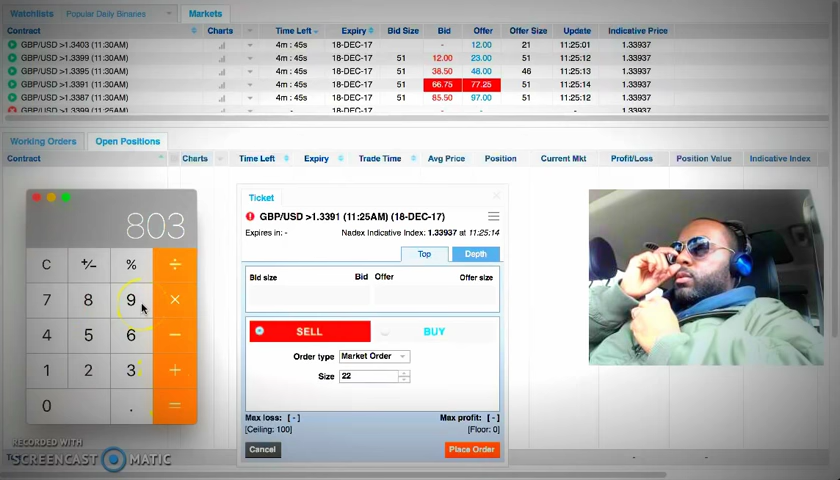 Watchlists Popular Daily Binaries Markets
Contract Charts Time Left Expiry Bid Size Bid Offer Offer Size Update Indicative Price
GBP/USD >1.3403 (11:30AM) 4m : 45s 18-DEC-17 - 12.00 21 11:25:01 1.33937
GBP/USD >1.3399 (11:30AM) 4m : 45s 18-DEC-17 51 12.00 23.00 51 11:25:12 1.33937
GBP/USD >1.3395 (11:30AM) 4m : 45s 18-DEC-17 51 38.50 48.00 46 11:25:13 1.33937
GBP/USD >1.3391 (11:30AM) 4m : 45s 18-DEC-17 51 66.75 77.25 51 11:25:14 1.33937
GBP/USD >1.3387 (11:30AM) 4m : 45s 18-DEC-17 51 85.50 97.00 51 11:25:12 1.33937
GBP/USD >1.3399 (11:25AM) - 18-DEC-17 - - - -
Working Orders Open Positions
Contract Charts Time Left Expiry Trade Time Avg Price Position Current Mkt Profit/Loss Position Value Indicative Index
803
C +/− % ÷
7 8 9 ×
4 5 6 −
1 2 3 +
0 . =
Ticket
GBP/USD >1.3391 (11:25AM) (18-DEC-17)
Expires in: - Nadex Indicative Index: 1.33937 at 11:25:14
Top Depth
Bid size Bid Offer Offer size
SELL BUY
Order type Market Order
Size 22
Max loss: [ - ] Max profit: [ - ]
[Ceiling: 100] [Floor: 0]
Cancel Place Order
RECORDED WITH
SCREENCAST MATIC